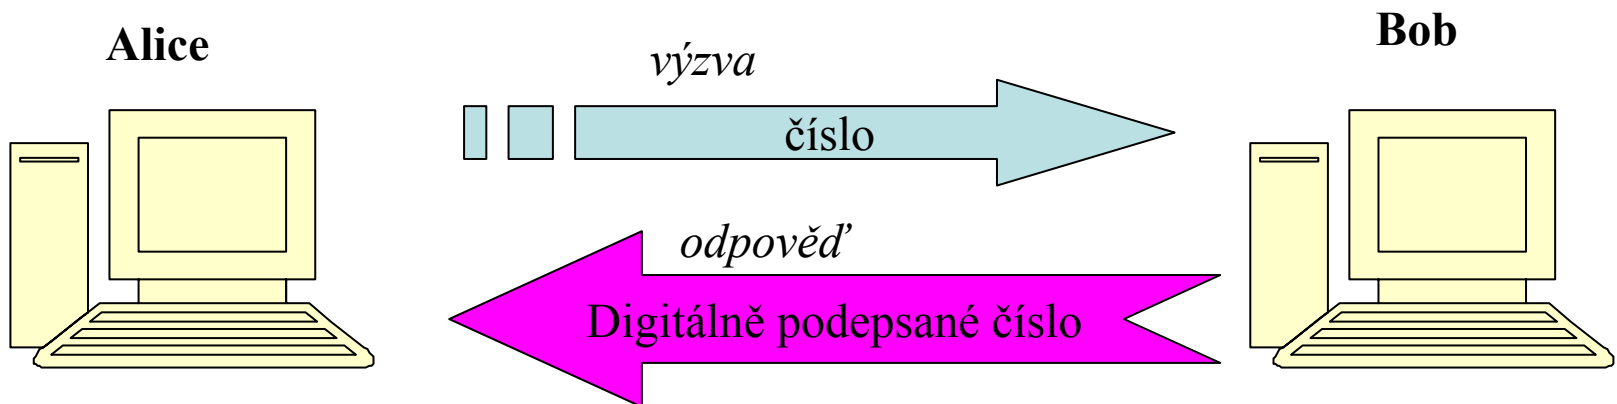 Alice
Bob
výzva
číslo
odpověď
Digitálně podepsané číslo